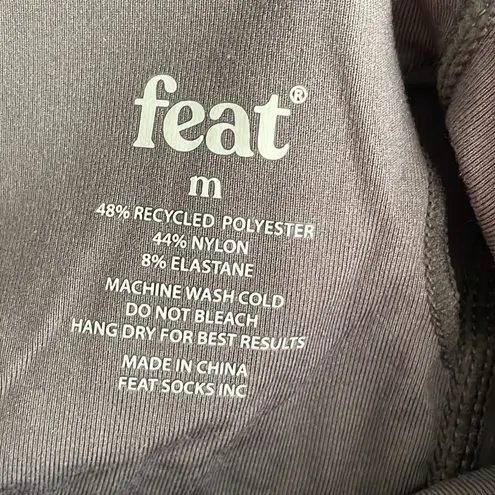 feat®
m
48% RECYCLED POLYESTER
44% NYLON
8% ELASTANE
MACHINE WASH COLD
DO NOT BLEACH
HANG DRY FOR BEST RESULTS
MADE IN CHINA
FEAT SOCKS INC